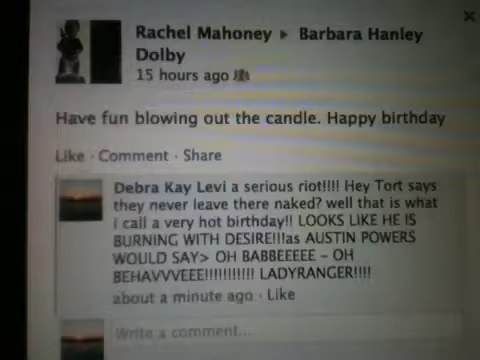 Rachel Mahoney ▸ Barbara Hanley
Dolby
15 hours ago
Have fun blowing out the candle. Happy birthday
Like · Comment · Share
Debra Kay Levi a serious riot!!!! Hey Tort says
they never leave there naked? well that is what
i call a very hot birthday!! LOOKS LIKE HE IS
BURNING WITH DESIRE!!!as AUSTIN POWERS
WOULD SAY> OH BABBEEEEE - OH
BEHAVVVEEE!!!!!!!!!!! LADYRANGER!!!!
about a minute ago · Like
Write a comment...